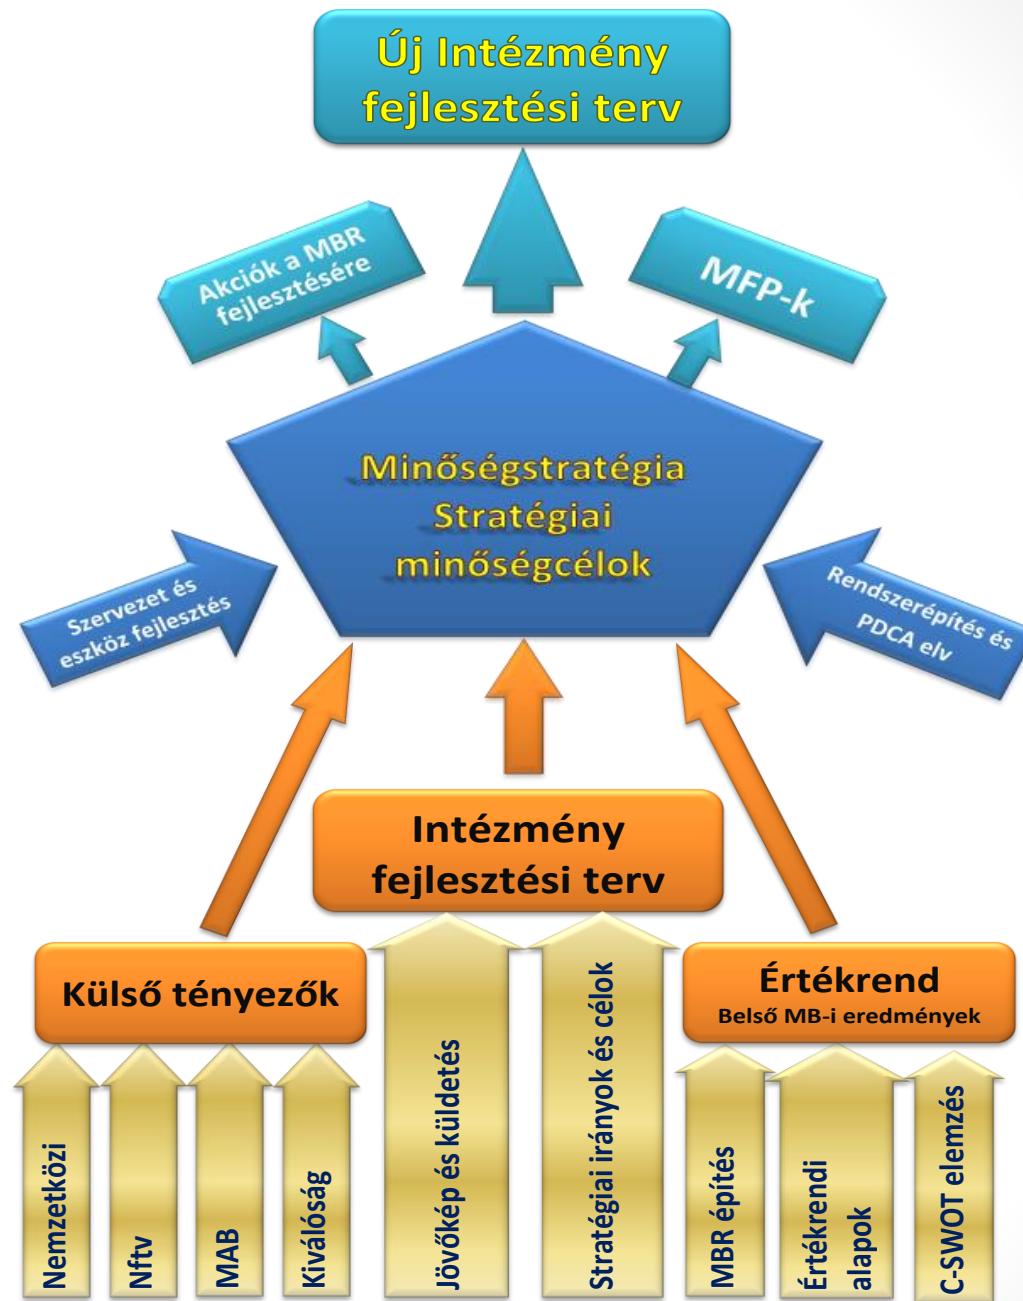 Új Intézmény
fejlesztési terv
Akciók a MBR
fejlesztésére
MFP-k
Minőségstratégia
Stratégiai
minőségcélok
Szervezet és
eszköz fejlesztés
Rendszerépítés és
PDCA elv
Intézmény
fejlesztési terv
Külső tényezők
Értékrend
Belső MB-i eredmények
Nemzetközi
Nftv
MAB
Kiválóság
Jövőkép és küldetés
Stratégiai irányok és célok
MBR építés
Értékrendi
alapok
C-SWOT elemzés